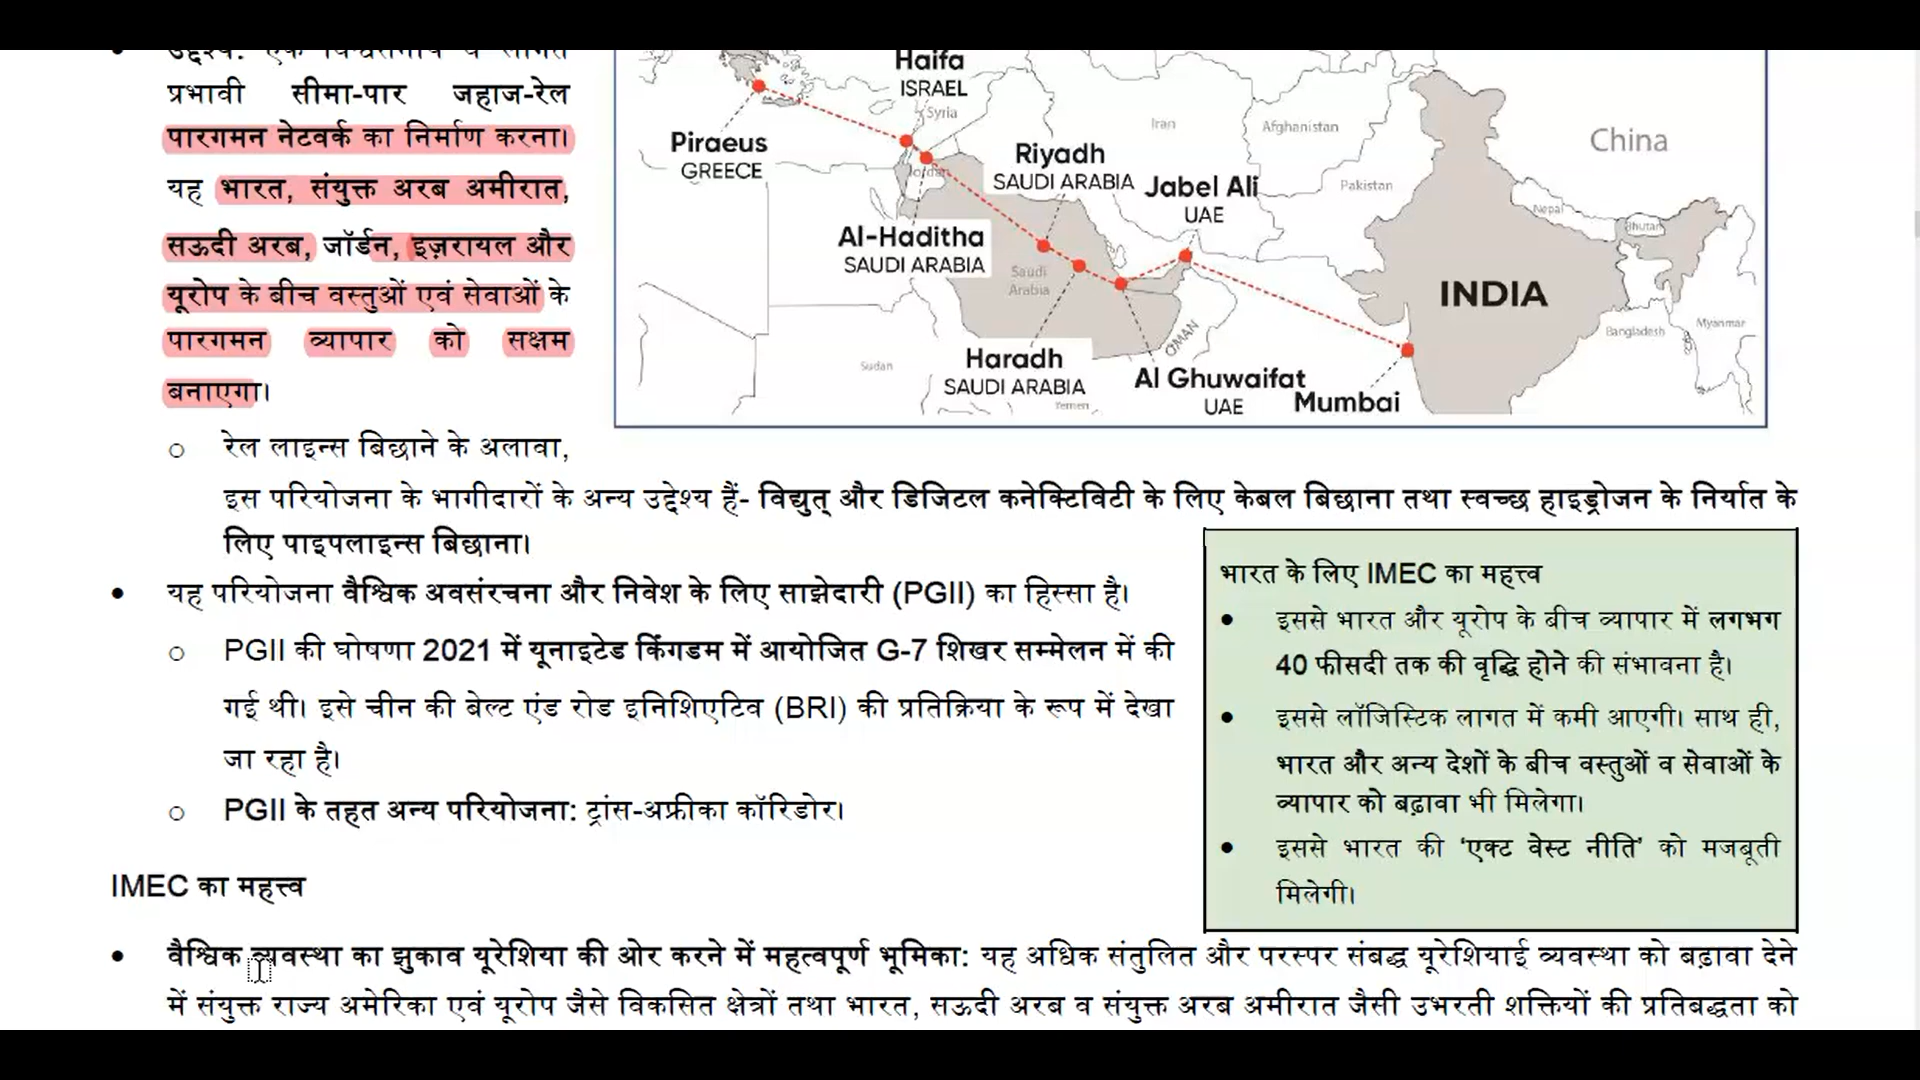 उद्देश्य: एक विश्वसनीय व लागत
प्रभावी सीमा-पार जहाज-रेल
पारगमन नेटवर्क का निर्माण करना।
यह भारत, संयुक्त अरब अमीरात,
सऊदी अरब, जॉर्डन, इज़रायल और
यूरोप के बीच वस्तुओं एवं सेवाओं के
पारगमन व्यापार को सक्षम
बनाएगा।
Haifa
ISRAEL
Syria
Iran
Afghanistan
China
Piraeus
GREECE
Jordan
Riyadh
SAUDI ARABIA
Jabel Ali
UAE
Pakistan
Nepal
Bhutan
Al-Haditha
SAUDI ARABIA
Saudi
Arabia
INDIA
Bangladesh
Myanmar
OMAN
Sudan
Haradh
SAUDI ARABIA
Yemen
Al Ghuwaifat
UAE
Mumbai
रेल लाइन्स बिछाने के अलावा,
इस परियोजना के भागीदारों के अन्य उद्देश्य हैं- विद्युत् और डिजिटल कनेक्टिविटी के लिए केबल बिछाना तथा स्वच्छ हाइड्रोजन के निर्यात के
लिए पाइपलाइन्स बिछाना।
यह परियोजना वैश्विक अवसंरचना और निवेश के लिए साझेदारी (PGII) का हिस्सा है।
PGII की घोषणा 2021 में यूनाइटेड किंगडम में आयोजित G-7 शिखर सम्मेलन में की
गई थी। इसे चीन की बेल्ट एंड रोड इनिशिएटिव (BRI) की प्रतिक्रिया के रूप में देखा
जा रहा है।
PGII के तहत अन्य परियोजना: ट्रांस-अफ्रीका कॉरिडोर।
भारत के लिए IMEC का महत्त्व
इससे भारत और यूरोप के बीच व्यापार में लगभग
40 फीसदी तक की वृद्धि होने की संभावना है।
इससे लॉजिस्टिक लागत में कमी आएगी। साथ ही,
भारत और अन्य देशों के बीच वस्तुओं व सेवाओं के
व्यापार को बढ़ावा भी मिलेगा।
इससे भारत की ‘एक्ट वेस्ट नीति’ को मजबूती
मिलेगी।
IMEC का महत्त्व
वैश्विक व्यवस्था का झुकाव यूरेशिया की ओर करने में महत्वपूर्ण भूमिका: यह अधिक संतुलित और परस्पर संबद्ध यूरेशियाई व्यवस्था को बढ़ावा देने
में संयुक्त राज्य अमेरिका एवं यूरोप जैसे विकसित क्षेत्रों तथा भारत, सऊदी अरब व संयुक्त अरब अमीरात जैसी उभरती शक्तियों की प्रतिबद्धता को